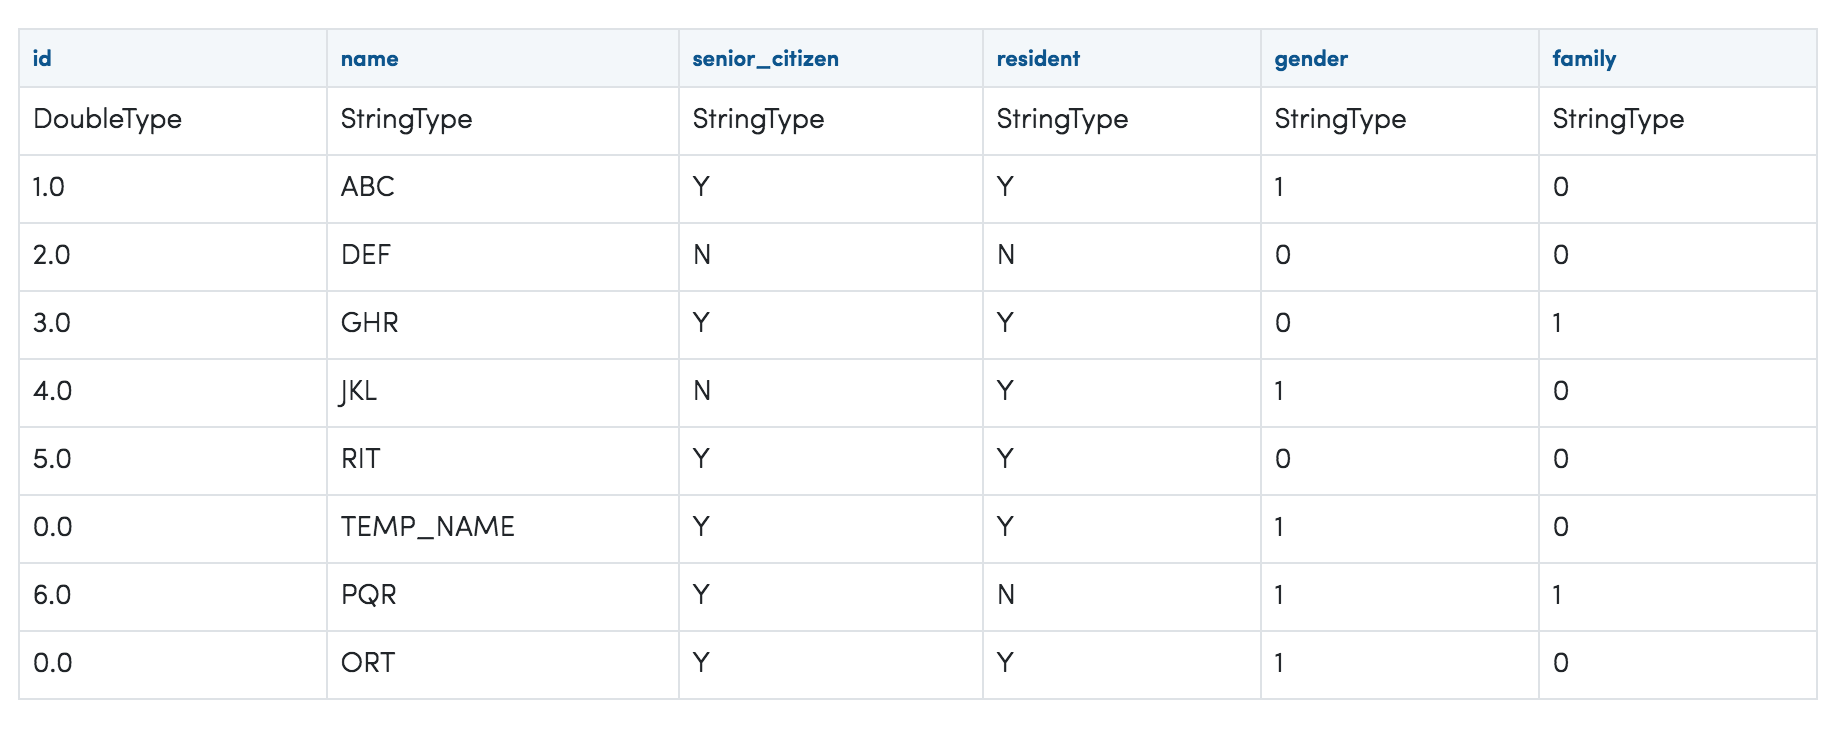 id name senior_citizen resident gender family
DoubleType StringType StringType StringType StringType StringType
1.0 ABC Y Y 1 0
2.0 DEF N N 0 0
3.0 GHR Y Y 0 1
4.0 JKL N Y 1 0
5.0 RIT Y Y 0 0
0.0 TEMP_NAME Y Y 1 0
6.0 PQR Y N 1 1
0.0 ORT Y Y 1 0